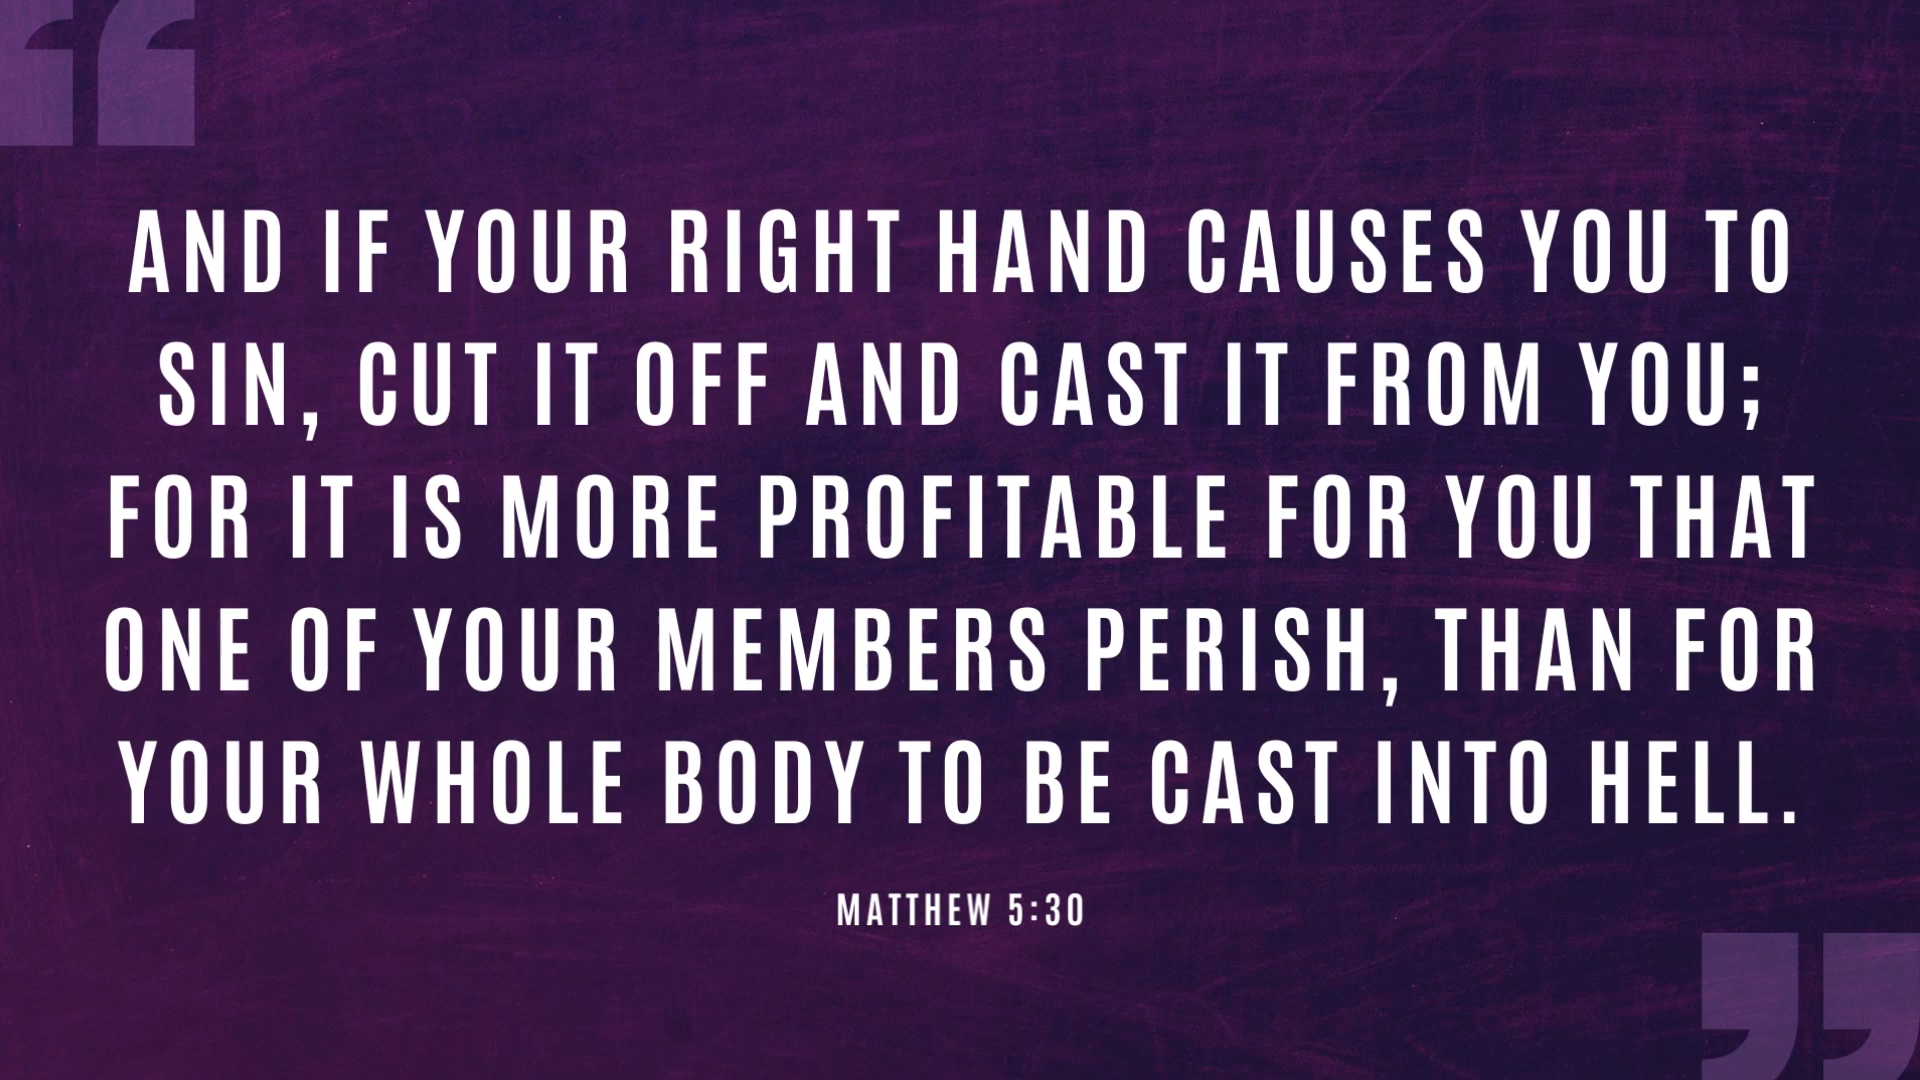 AND IF YOUR RIGHT HAND CAUSES YOU TO
SIN, CUT IT OFF AND CAST IT FROM YOU;
FOR IT IS MORE PROFITABLE FOR YOU THAT
ONE OF YOUR MEMBERS PERISH, THAN FOR
YOUR WHOLE BODY TO BE CAST INTO HELL.
MATTHEW 5:30